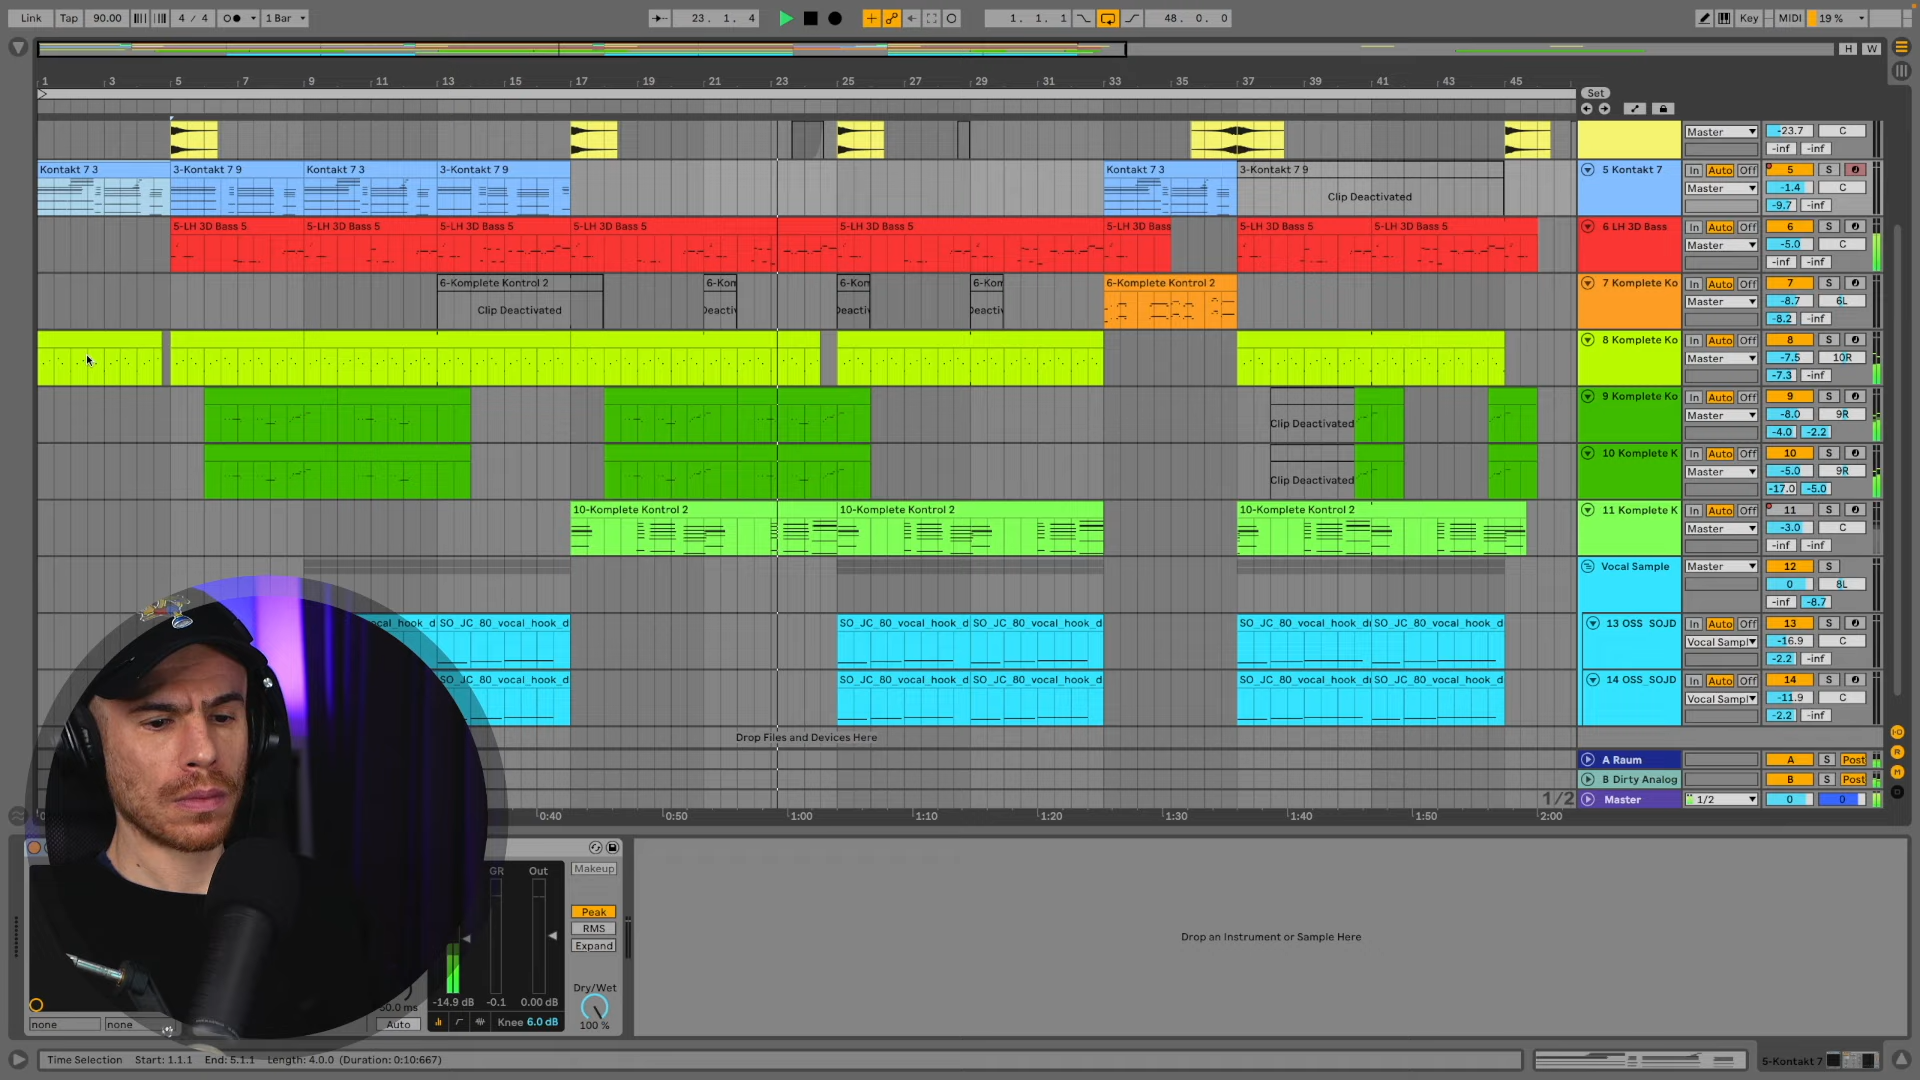 Link Tap 90.00 4 / 4 1 Bar 23. 1. 4 1. 1. 1 48. 0. 0 Key MIDI 19 %
H W
1 3 5 7 9 11 13 15 17 19 21 23 25 27 29 31 33 35 37 39 41 43 45
Set
Master -23.7 C
-inf -inf
Kontakt 7 3 3-Kontakt 7 9 Kontakt 7 3 3-Kontakt 7 9 Kontakt 7 3 3-Kontakt 7 9 5 Kontakt 7 In Auto Off 5 S
Clip Deactivated Master -1.4 C
-9.7 -inf
5-LH 3D Bass 5 5-LH 3D Bass 5 5-LH 3D Bass 5 5-LH 3D Bass 5 5-LH 3D Bass 5 5-LH 3D Bass 5-LH 3D Bass 5 5-LH 3D Bass 5 6 LH 3D Bass In Auto Off 6 S
Master -5.0 C
-inf -inf
6-Komplete Kontrol 2 6-Kom 6-Kom 6-Kom 6-Komplete Kontrol 2 7 Komplete Ko In Auto Off 7 S
Clip Deactivated Deactiv Deactiv Deactiv Master -8.7 6L
-8.2 -inf
8 Komplete Ko In Auto Off 8 S
Master -7.5 10R
-7.3 -inf
9 Komplete Ko In Auto Off 9 S
Clip Deactivated Master -8.0 9R
-4.0 -2.2
10 Komplete K In Auto Off 10 S
Clip Deactivated Master -5.0 9R
-17.0 -5.0
10-Komplete Kontrol 2 10-Komplete Kontrol 2 10-Komplete Kontrol 2 11 Komplete K In Auto Off 11 S
Master -3.0 C
-inf -inf
Vocal Sample Master 12 S
0 8L
-inf -8.7
ocal_hook_d SO_JC_80_vocal_hook_d SO_JC_80_vocal_hook_d SO_JC_80_vocal_hook_d SO_JC_80_vocal_hook_d SO_JC_80_vocal_hook_d 13 OSS_SOJD In Auto Off 13 S
Vocal Sampl -16.9 C
-2.2 -inf
SO_JC_80_vocal_hook_d SO_JC_80_vocal_hook_d SO_JC_80_vocal_hook_d SO_JC_80_vocal_hook_d SO_JC_80_vocal_hook_d 14 OSS_SOJD In Auto Off 14 S
Vocal Sampl -11.9 C
-2.2 -inf
Drop Files and Devices Here
A Raum A S Post
B Dirty Analog B S Post
1/2 Master 1/2 0 0
0:40 0:50 1:00 1:10 1:20 1:30 1:40 1:50 2:00
GR Out Makeup
Peak
RMS
Expand
Drop an Instrument or Sample Here
Dry/Wet
-14.9 dB -0.1 0.00 dB
none none Auto Knee 6.0 dB 100 %
Time Selection Start: 1.1.1 End: 5.1.1 Length: 4.0.0 (Duration: 0:10:667) 5-Kontakt 7